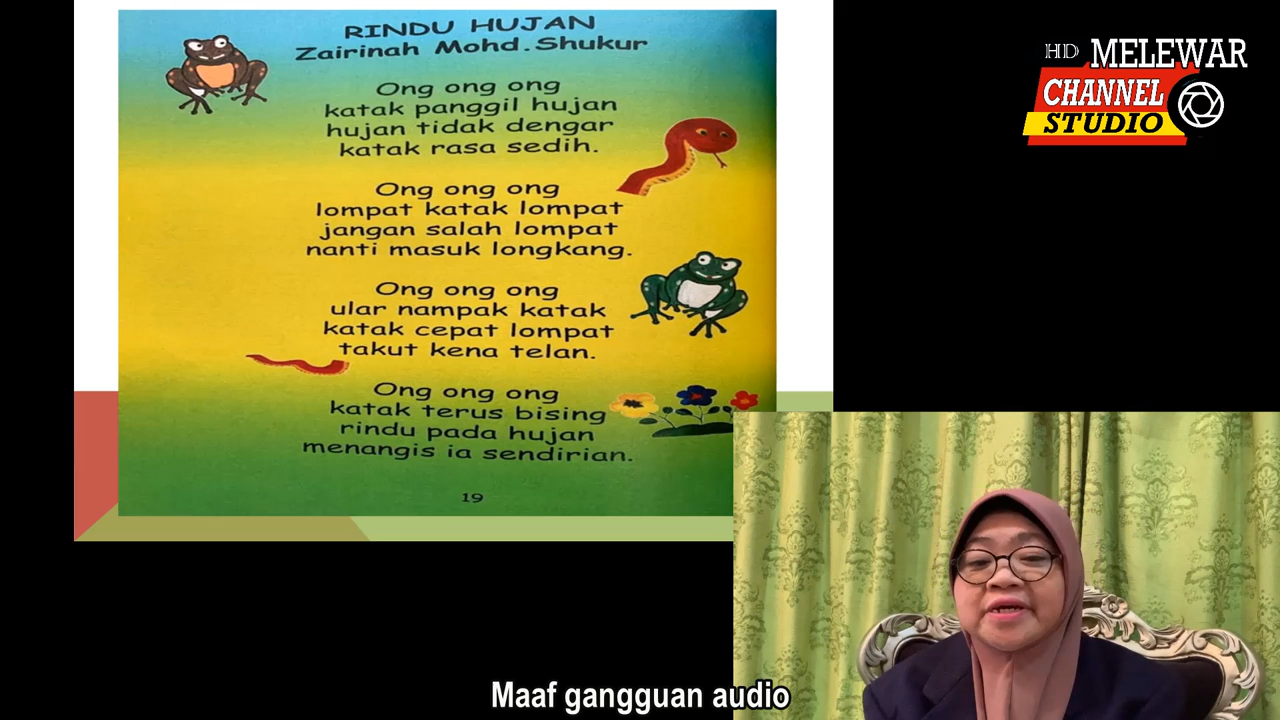 RINDU HUJAN
Zairinah Mohd. Shukur
Ong ong ong
katak panggil hujan
hujan tidak dengar
katak rasa sedih.
Ong ong ong
lompat katak lompat
jangan salah lompat
nanti masuk longkang.
Ong ong ong
ular nampak katak
katak cepat lompat
takut kena telan.
Ong ong ong
katak terus bising
rindu pada hujan
menangis ia sendirian.
19
HD MELEWAR
CHANNEL
STUDIO
Maaf gangguan audio